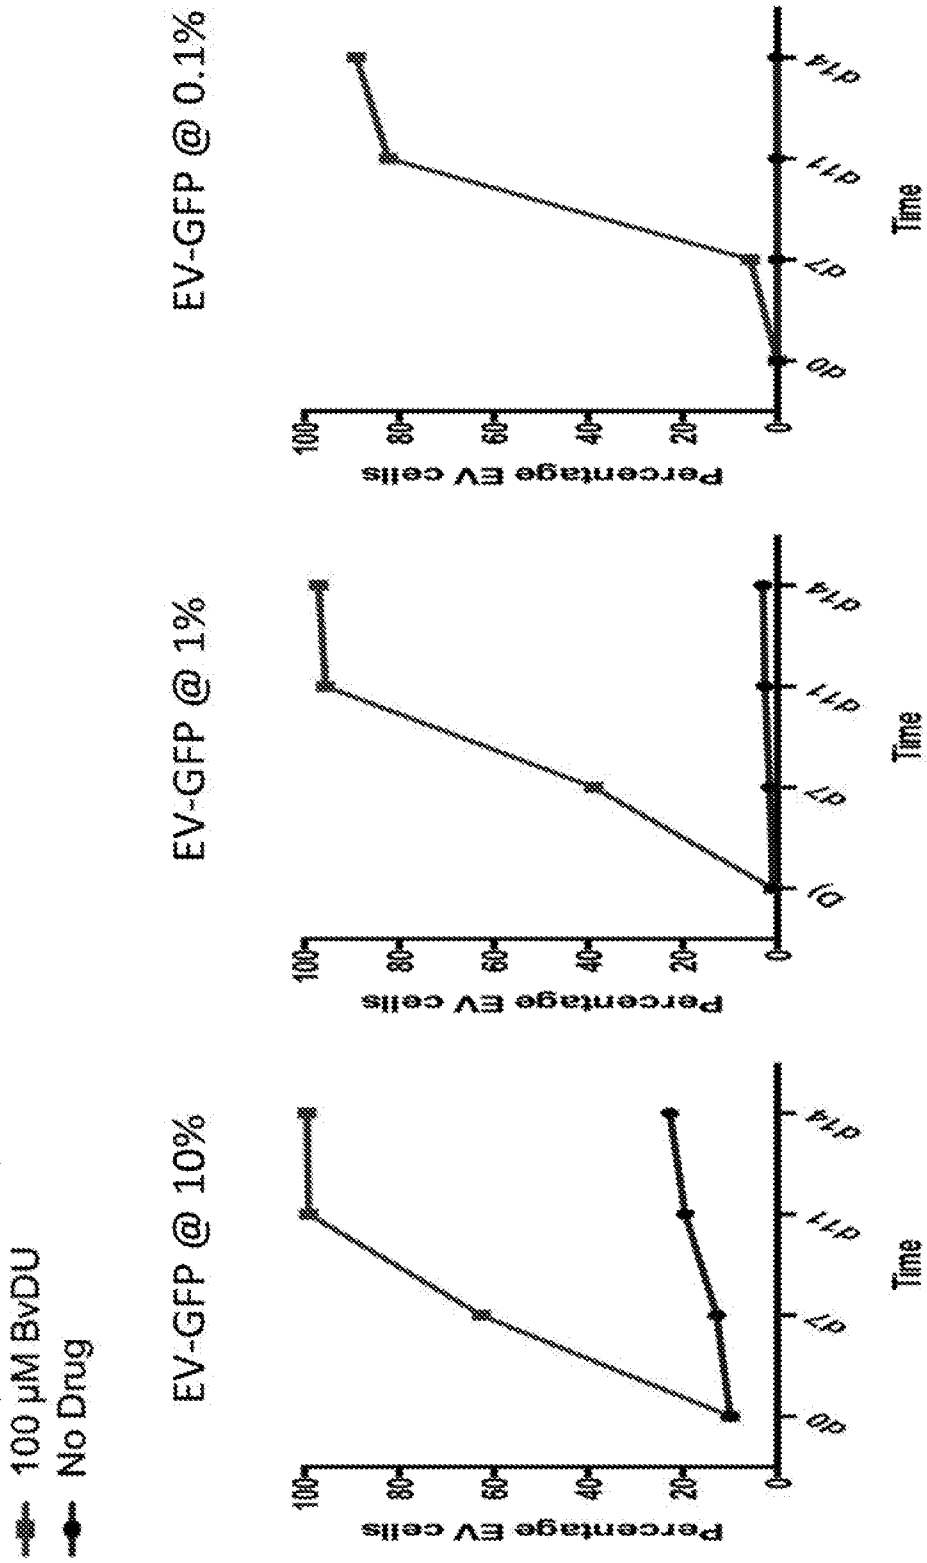 100 µM BvDU
No Drug
EV-GFP @ 10%
Percentage EV cells
100
80
60
40
20
0
d0
d7
d11
d14
Time
EV-GFP @ 1%
Percentage EV cells
100
80
60
40
20
0
D)
d7
d11
d14
Time
EV-GFP @ 0.1%
Percentage EV cells
100
80
60
40
20
0
d0
d7
d11
d14
Time